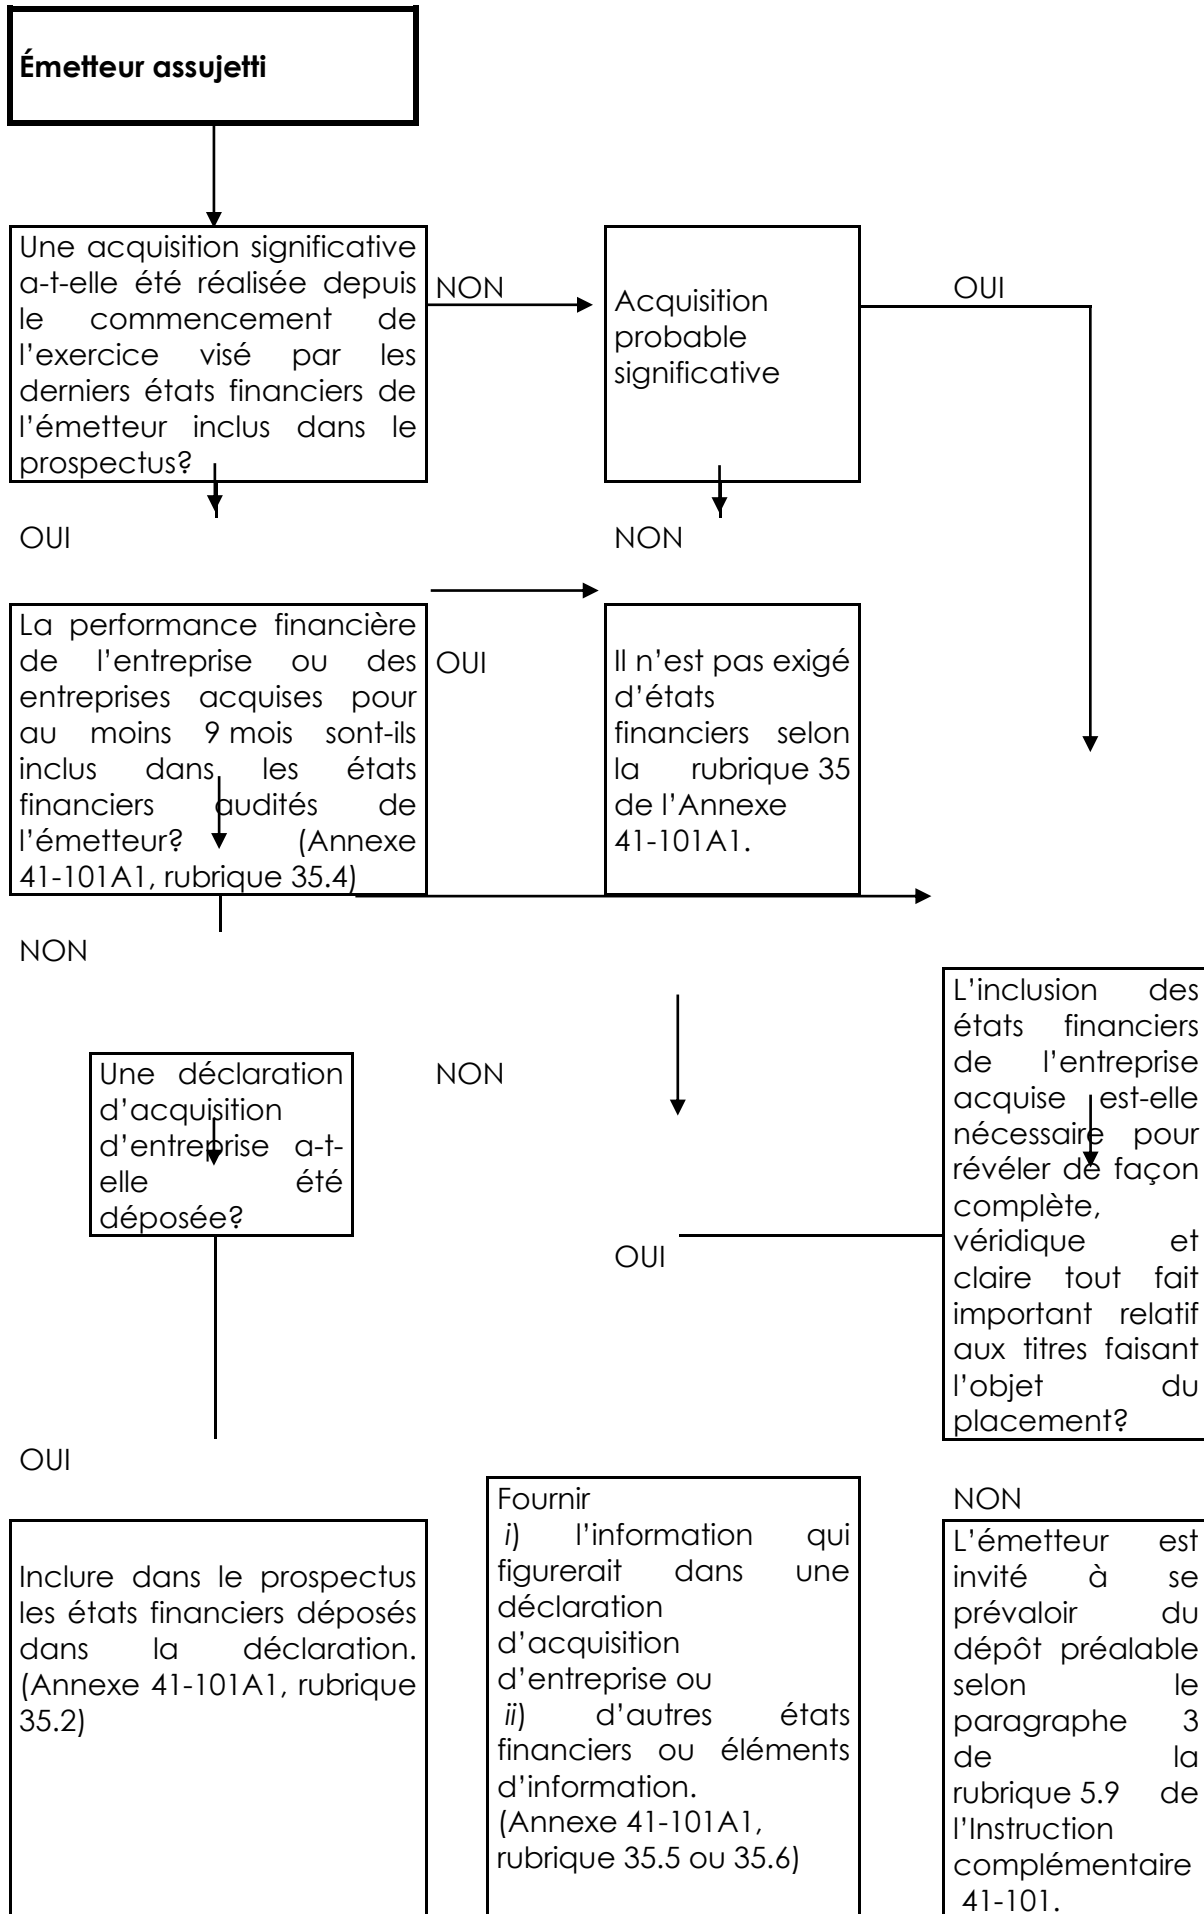 Émetteur assujetti
Une acquisition significative
a-t-elle été réalisée depuis
le commencement de
l’exercice visé par les
derniers états financiers de
l’émetteur inclus dans le
prospectus?
NON
Acquisition
probable
significative
OUI
OUI
NON
La performance financière
de l’entreprise ou des
entreprises acquises pour
au moins 9 mois sont-ils
inclus dans les états
financiers audités de
l’émetteur? (Annexe
41-101A1, rubrique 35.4)
OUI
Il n’est pas exigé
d’états
financiers selon
la rubrique 35
de l’Annexe
41-101A1.
NON
Une déclaration
d’acquisition
d’entreprise a-t-
elle été
déposée?
NON
OUI
L’inclusion des
états financiers
de l’entreprise
acquise est-elle
nécessaire pour
révéler de façon
complète,
véridique et
claire tout fait
important relatif
aux titres faisant
l’objet du
placement?
OUI
NON
Inclure dans le prospectus
les états financiers déposés
dans la déclaration.
(Annexe 41-101A1, rubrique
35.2)
Fournir
i) l’information qui
figurerait dans une
déclaration
d’acquisition
d’entreprise ou
ii) d’autres états
financiers ou éléments
d’information.
(Annexe 41-101A1,
rubrique 35.5 ou 35.6)
L’émetteur est
invité à se
prévaloir du
dépôt préalable
selon le
paragraphe 3
de la
rubrique 5.9 de
l’Instruction
complémentaire
41-101.